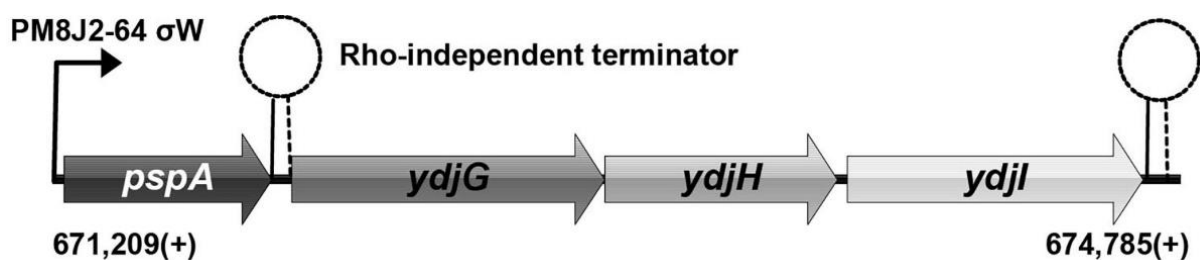 PM8J2-64 σW
Rho-independent terminator
pspA ydjG ydjH ydjI
671,209(+) 674,785(+)